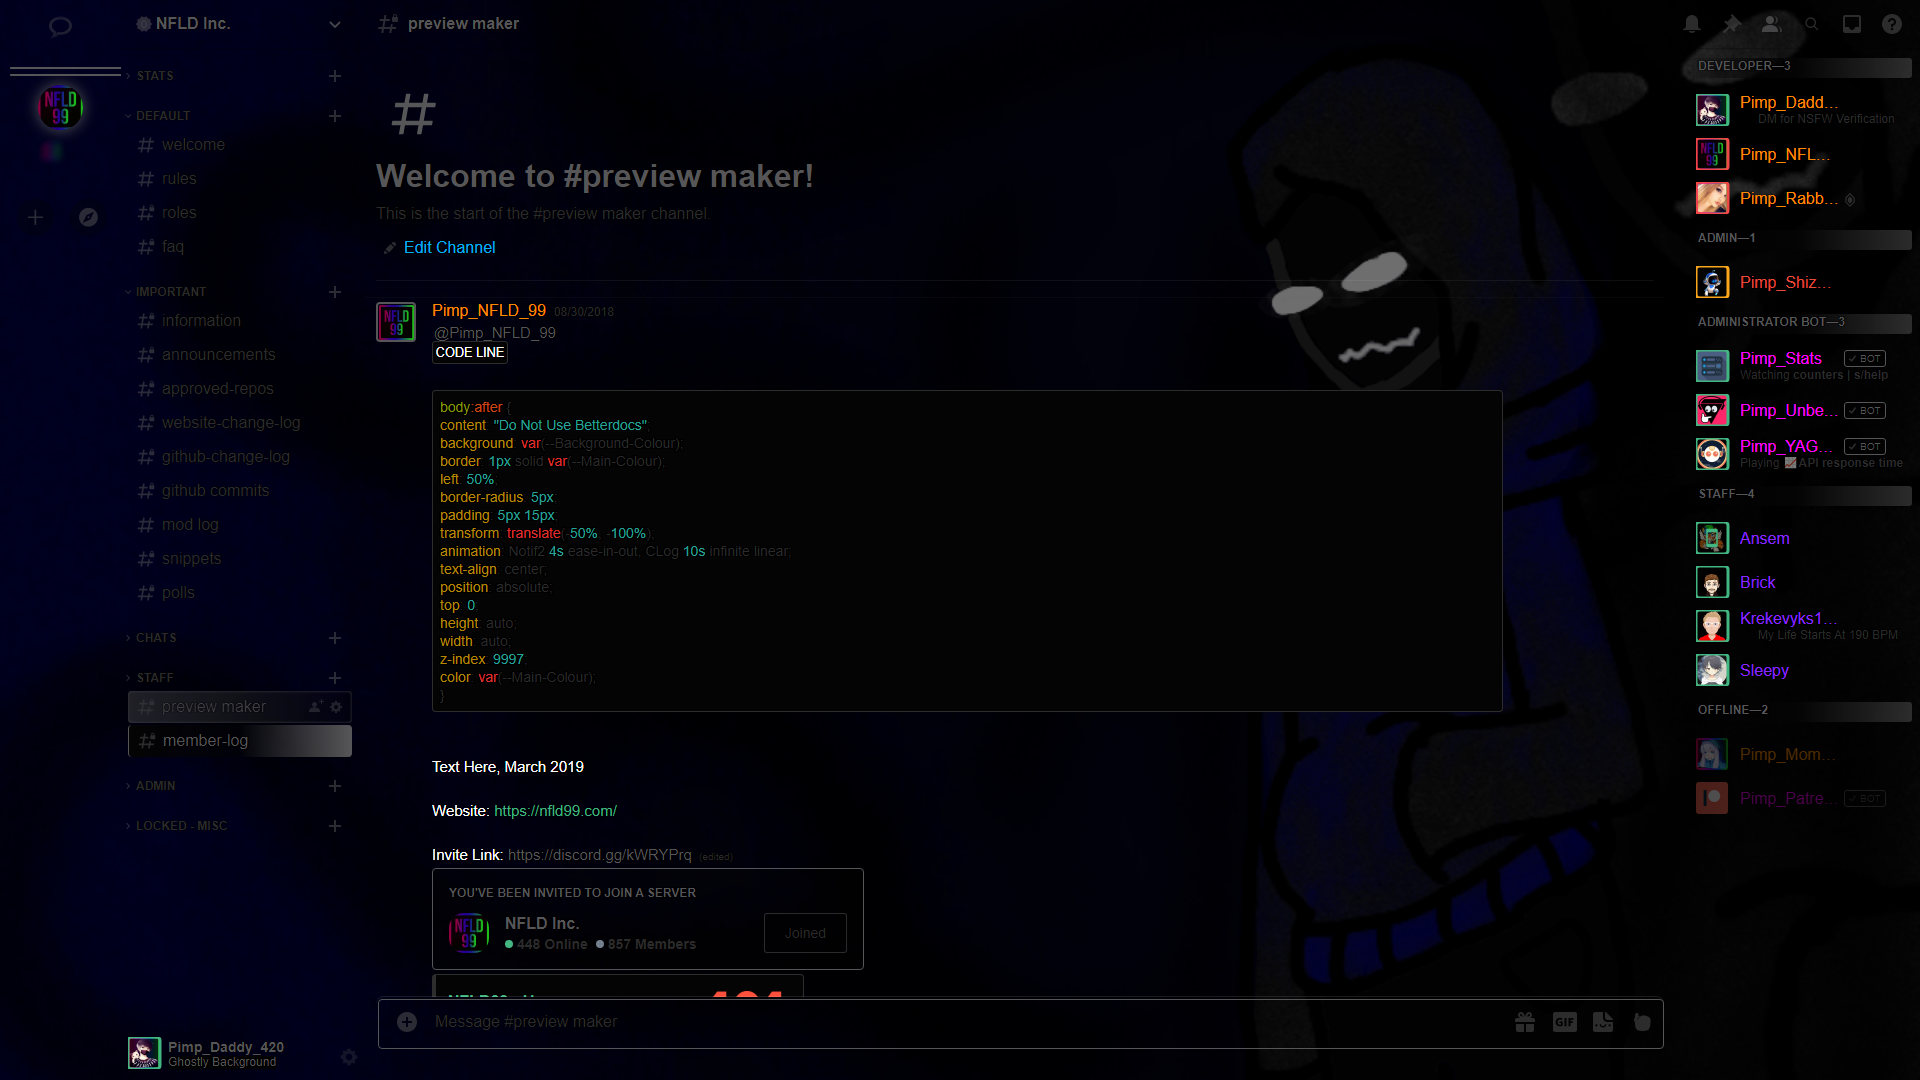 NFLD Inc.
preview maker
STATS
DEFAULT
welcome
rules
roles
faq
IMPORTANT
information
announcements
approved-repos
website-change-log
github-change-log
github commits
mod log
snippets
polls
CHATS
STAFF
preview maker
member-log
ADMIN
LOCKED - MISC
Pimp_Daddy_420
Ghostly Background
NFLD
99
#
Welcome to #preview maker!
This is the start of the #preview maker channel.
Edit Channel
NFLD
99
Pimp_NFLD_99 08/30/2018
@Pimp_NFLD_99
CODE LINE
body:after {
content: "Do Not Use Betterdocs";
background: var(--Background-Colour);
border: 1px solid var(--Main-Colour);
left: 50%;
border-radius: 5px;
padding: 5px 15px;
transform: translate(-50%, -100%);
animation: Notif2 4s ease-in-out, CLog 10s infinite linear;
text-align: center;
position: absolute;
top: 0;
height: auto;
width: auto;
z-index: 9997;
color: var(--Main-Colour);
}
Text Here, March 2019
Website: https://nfld99.com/
Invite Link: https://discord.gg/kWRYPrq (edited)
YOU'VE BEEN INVITED TO JOIN A SERVER
NFLD
99
NFLD Inc.
448 Online 857 Members
Joined
Message #preview maker
GIF
DEVELOPER—3
Pimp_Dadd...
DM for NSFW Verification
NFLD
99
Pimp_NFL...
Pimp_Rabb...
ADMIN—1
Pimp_Shiz...
ADMINISTRATOR BOT—3
Pimp_Stats ✓ BOT
Watching counters | s/help
Pimp_Unbe... ✓ BOT
Pimp_YAG... ✓ BOT
Playing 📈API response time
STAFF—4
Ansem
Brick
Krekevyks1...
My Life Starts At 190 BPM
Sleepy
OFFLINE—2
Pimp_Mom...
Pimp_Patre... ✓ BOT